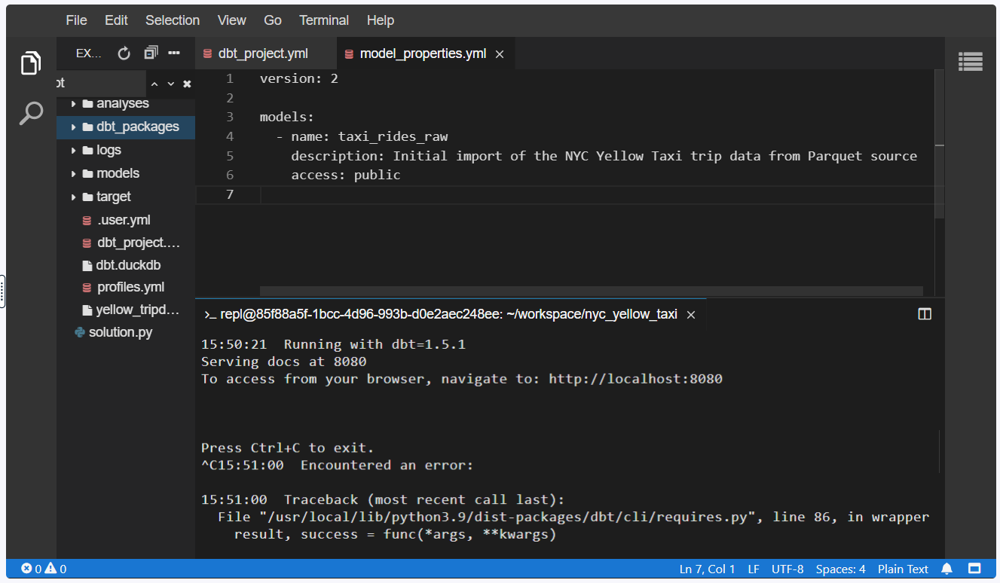 File Edit Selection View Go Terminal Help
EX...
dbt_project.yml
model_properties.yml
analyses
dbt_packages
logs
models
target
.user.yml
dbt_project....
dbt.duckdb
profiles.yml
yellow_tripd...
solution.py
1 version: 2
2
3 models:
4 - name: taxi_rides_raw
5 description: Initial import of the NYC Yellow Taxi trip data from Parquet source
6 access: public
7
>_ repl@85f88a5f-1bcc-4d96-993b-d0e2aec248ee: ~/workspace/nyc_yellow_taxi
15:50:21 Running with dbt=1.5.1
Serving docs at 8080
To access from your browser, navigate to: http://localhost:8080
Press Ctrl+C to exit.
^C15:51:00 Encountered an error:
15:51:00 Traceback (most recent call last):
File "/usr/local/lib/python3.9/dist-packages/dbt/cli/requires.py", line 86, in wrapper
result, success = func(*args, **kwargs)
0 0 Ln 7, Col 1 LF UTF-8 Spaces: 4 Plain Text